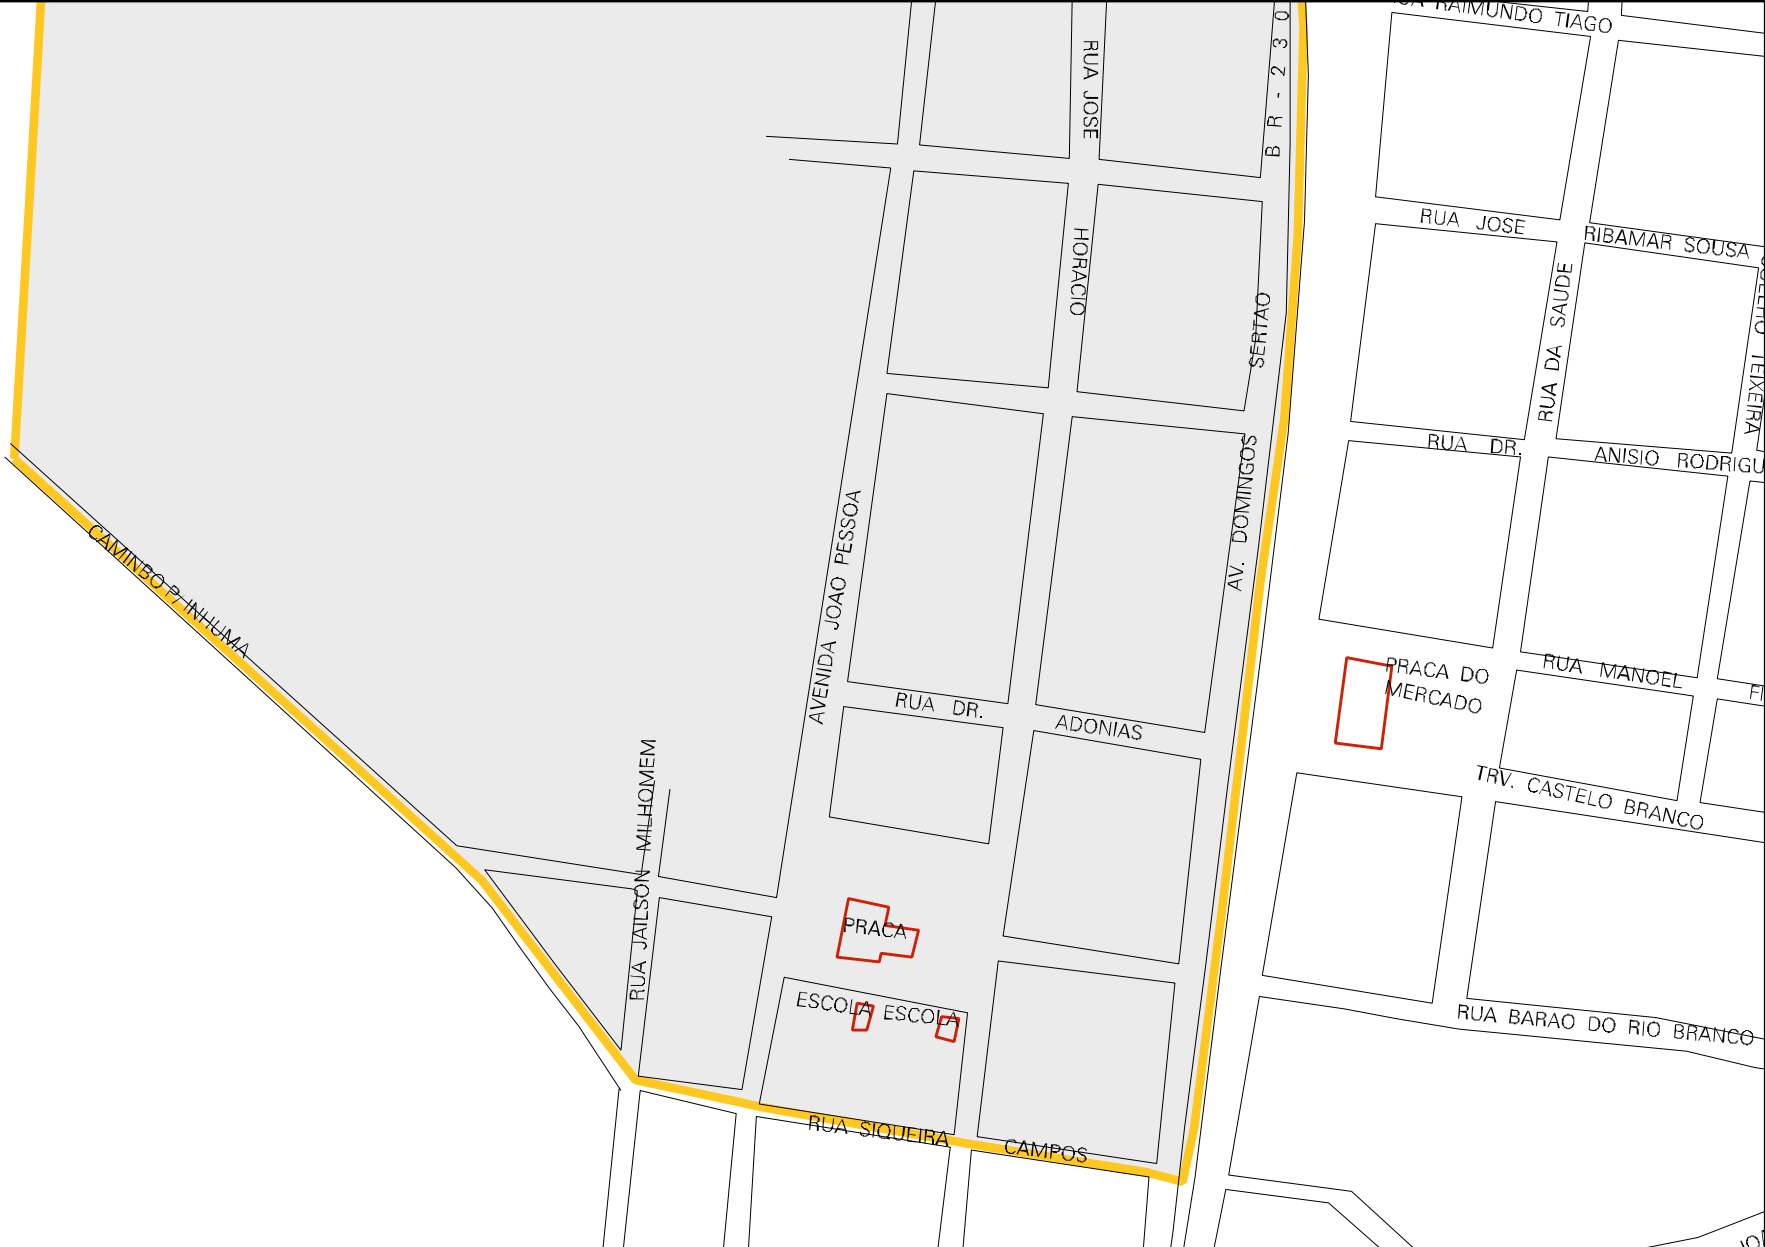 RAIMUNDO TIAGO
BR-230
RUA JOSE
HORACIO
RUA JOSE
RIBAMAR SOUSA
RUA DA SAUDE
TEIXEIRA
SERTAO
AV. DOMINGOS
RUA DR.
ANISIO RODRIGU
AVENIDA JOAO PESSOA
CAMINBO P/ INHUMA
PRACA DO
MERCADO
RUA MANOEL
FI
RUA DR.
ADONIAS
TRV. CASTELO BRANCO
RUA JAILSON MILHOMEM
PRACA
ESCOLA
ESCOLA
RUA BARAO DO RIO BRANCO
RUA SIQUEIRA
CAMPOS